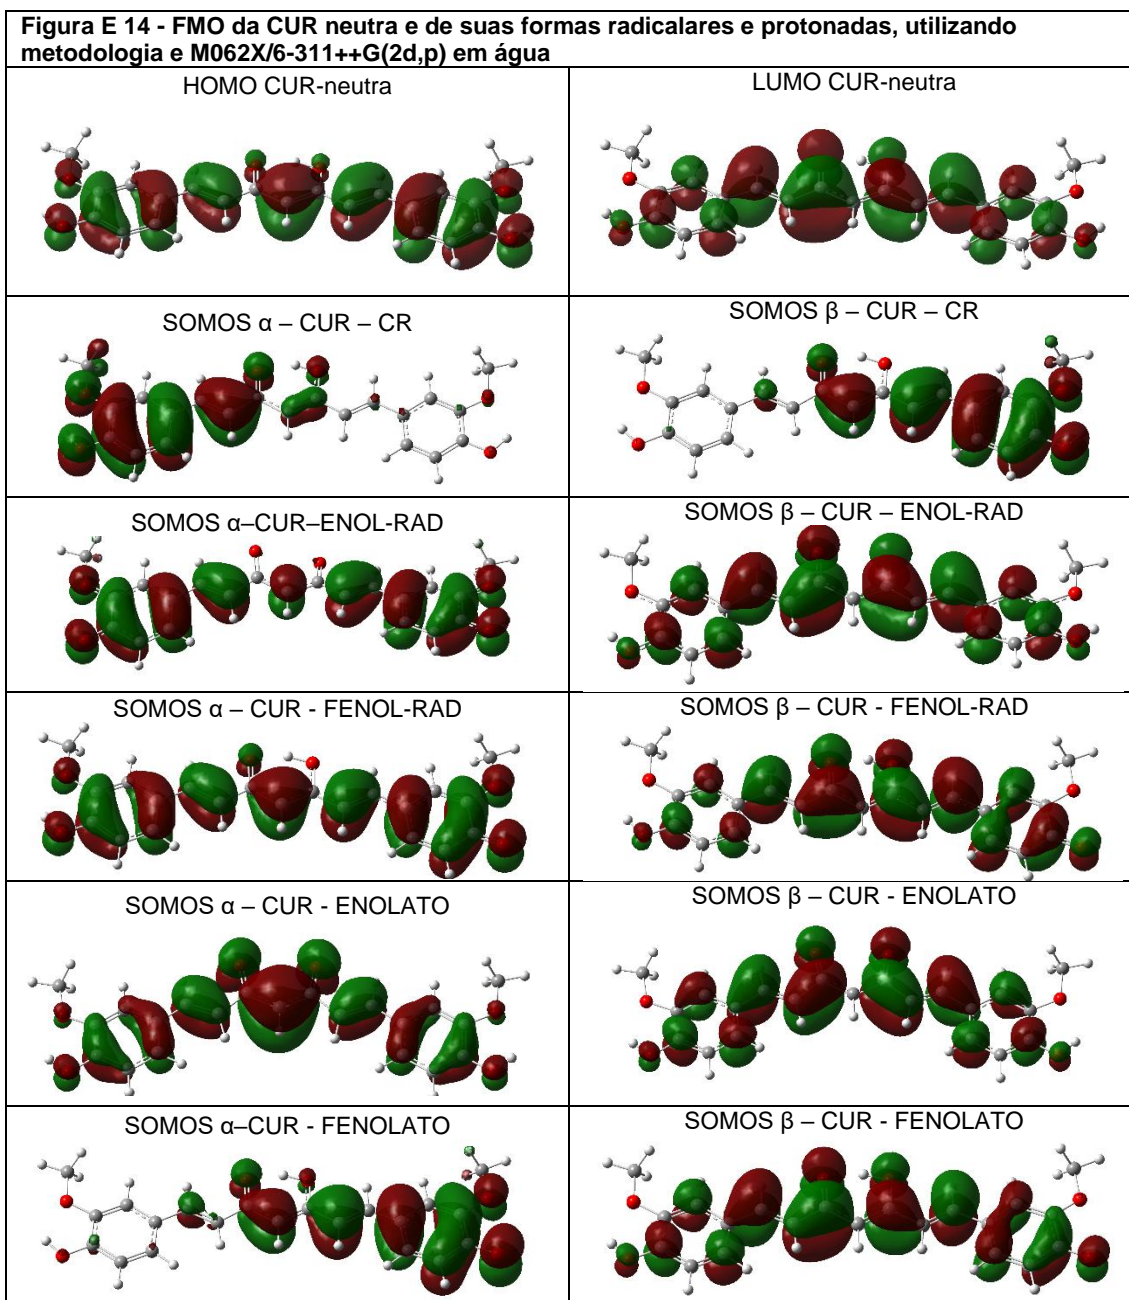 Figura E 14 - FMO da CUR neutra e de suas formas radicalares e protonadas, utilizando
metodologia e M062X/6-311++G(2d,p) em água
HOMO CUR-neutra
LUMO CUR-neutra
SOMOS α – CUR – CR
SOMOS β – CUR – CR
SOMOS α–CUR–ENOL-RAD
SOMOS β – CUR – ENOL-RAD
SOMOS α – CUR - FENOL-RAD
SOMOS β – CUR - FENOL-RAD
SOMOS α – CUR - ENOLATO
SOMOS β – CUR - ENOLATO
SOMOS α–CUR - FENOLATO
SOMOS β – CUR - FENOLATO